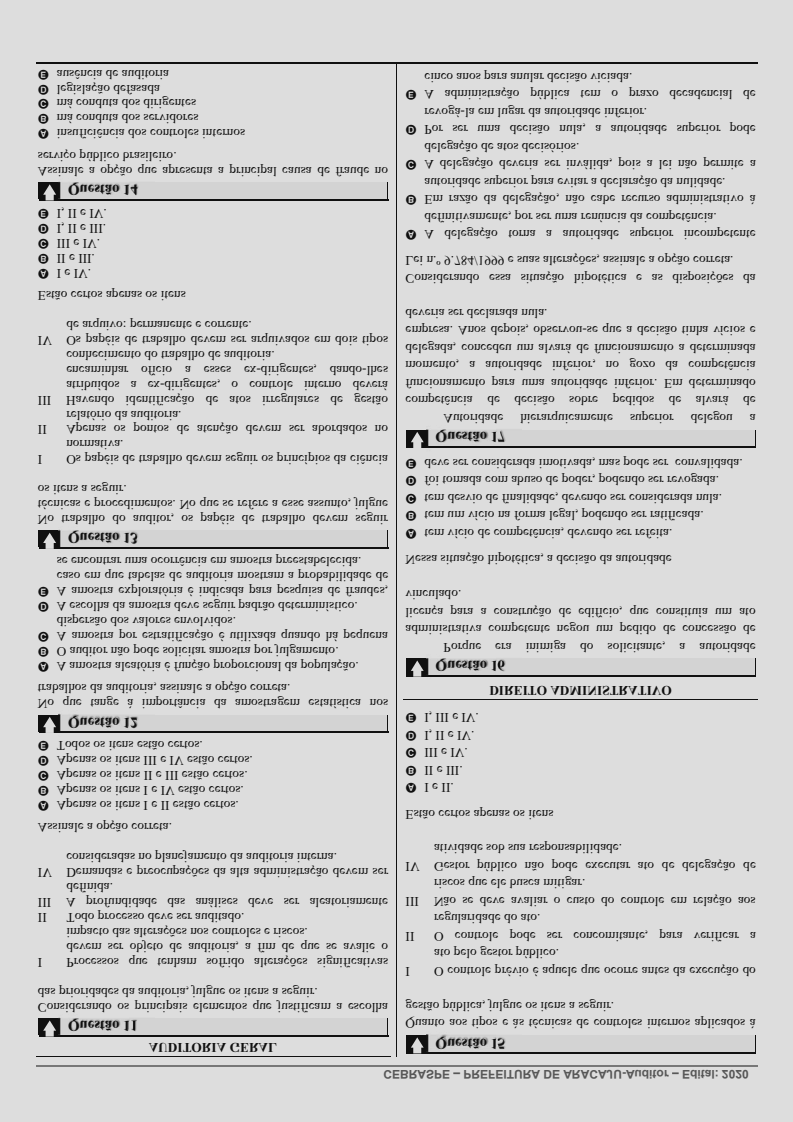 CEBRASPE – PREFEITURA DE ARACAJU-Auditor – Edital: 2020
AUDITORIA GERAL
Questão 11
Considerando os principais elementos que justificam a escolha
das prioridades da auditoria, julgue os itens a seguir.
I Processos que tenham sofrido alterações significativas
devem ser objeto de auditoria, a fim de que se avalie o
impacto das alterações nos controles e riscos.
II Todo processo deve ser auditado.
III A profundidade das análises deve ser aleatoriamente
definida.
IV Demandas e preocupações da alta administração devem ser
consideradas no planejamento da auditoria interna.
Assinale a opção correta.
A Apenas os itens I e II estão certos.
B Apenas os itens I e IV estão certos.
C Apenas os itens II e III estão certos.
D Apenas os itens III e IV estão certos.
E Todos os itens estão certos.
Questão 12
No que tange à importância da amostragem estatística nos
trabalhos da auditoria, assinale a opção correta.
A A amostra aleatória é função proporcional da população.
B O auditor não pode solicitar amostra por julgamento.
C A amostra por estratificação é utilizada quando há pequena
dispersão dos valores envolvidos.
D A escolha da amostra deve seguir padrão determinístico.
E A amostra exploratória é indicada para pesquisa de fraudes,
caso em que tabelas de auditoria mostram a probabilidade de
se encontrar uma ocorrência em amostra preestabelecida.
Questão 13
No trabalho do auditor, os papéis de trabalho devem seguir
técnicas e procedimentos. No que se refere a esse assunto, julgue
os itens a seguir.
I Os papéis de trabalho devem seguir os princípios da ciência
normativa.
II Apenas os pontos de atenção devem ser abordados no
relatório da auditoria.
III Havendo identificação de atos irregulares de gestão
atribuídos a ex-dirigentes, o controle interno deverá
encaminhar ofício a esses ex-dirigentes, dando-lhes
conhecimento do trabalho de auditoria.
IV Os papéis de trabalho devem ser arquivados em dois tipos
de arquivo: permanente e corrente.
Estão certos apenas os itens
A I e IV.
B II e III.
C III e IV.
D I, II e III.
E I, II e IV.
Questão 14
Assinale a opção que apresenta a principal causa de fraude no
serviço público brasileiro.
A insuficiência dos controles internos
B má conduta dos servidores
C má conduta dos dirigentes
D legislação defasada
E ausência de auditoria
Questão 15
Quanto aos tipos e às técnicas de controles internos aplicados à
gestão pública, julgue os itens a seguir.
I O controle prévio é aquele que ocorre antes da execução do
ato pelo gestor público.
II O controle pode ser concomitante, para verificar a
regularidade do ato.
III Não se deve avaliar o custo do controle em relação aos
riscos que ele busca mitigar.
IV Gestor público não pode executar ato de delegação de
atividade sob sua responsabilidade.
Estão certos apenas os itens
A I e II.
B II e III.
C III e IV.
D I, II e IV.
E I, III e IV.
DIREITO ADMINISTRATIVO
Questão 16
Porque era inimiga do solicitante, a autoridade
administrativa competente negou um pedido de concessão de
licença para a construção de edifício, que constituía um ato
vinculado.
Nessa situação hipotética, a decisão da autoridade
A tem vício de competência, devendo ser refeita.
B tem um vício na forma legal, podendo ser ratificada.
C tem desvio de finalidade, devendo ser considerada nula.
D foi tomada com abuso de poder, podendo ser revogada.
E deve ser considerada imotivada, mas pode ser convalidada.
Questão 17
Autoridade hierarquicamente superior delegou a
competência de decisão sobre pedidos de alvará de
funcionamento para uma autoridade inferior. Em determinado
momento, a autoridade inferior, no gozo da competência
delegada, concedeu um alvará de funcionamento a determinada
empresa. Anos depois, observou-se que a decisão tinha vícios e
deveria ser declarada nula.
Considerando essa situação hipotética e as disposições da
Lei n.º 9.784/1999 e suas alterações, assinale a opção correta.
A A delegação torna a autoridade superior incompetente
definitivamente, por ser uma renúncia da competência.
B Em razão da delegação, não cabe recurso administrativo à
autoridade superior para evitar a declaração da nulidade.
C A delegação deveria ser inválida, pois a lei não permite a
delegação de atos decisórios.
D Por ser uma decisão nula, a autoridade superior pode
revogá-la em lugar da autoridade inferior.
E A administração pública tem o prazo decadencial de
cinco anos para anular decisão viciada.